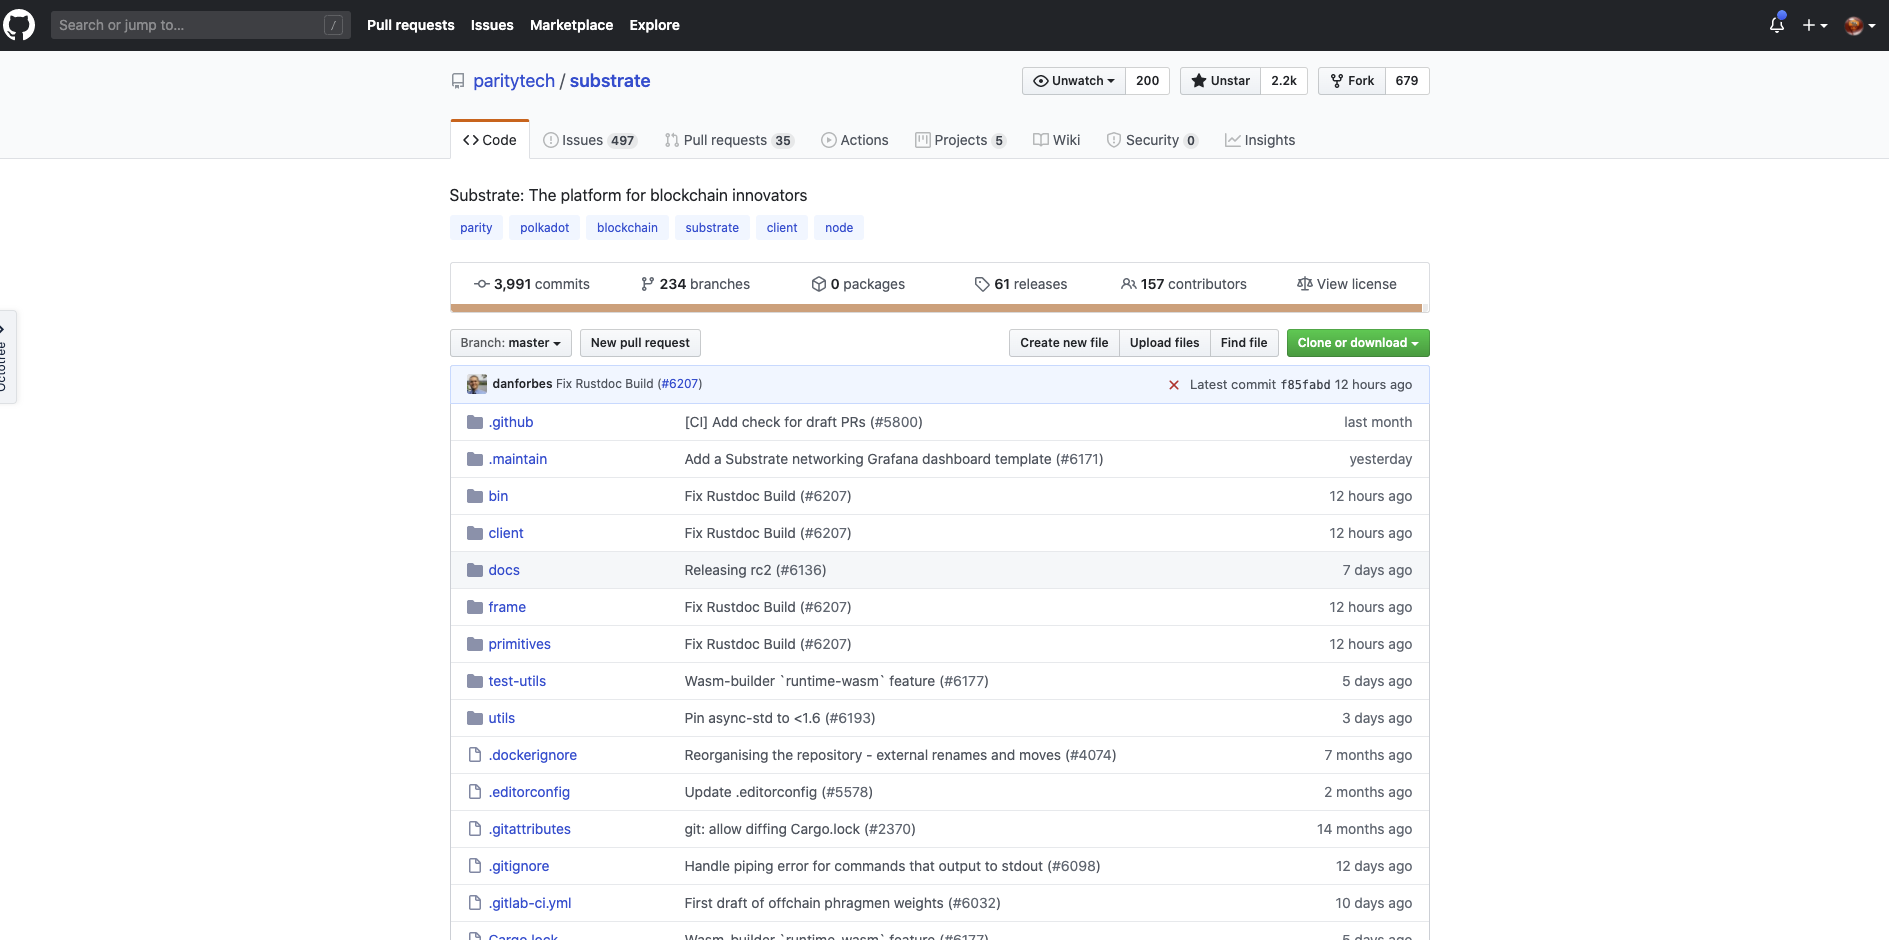 Search or jump to... /
Pull requests Issues Marketplace Explore
paritytech / substrate
Unwatch 200 Unstar 2.2k Fork 679
Code Issues 497 Pull requests 35 Actions Projects 5 Wiki Security 0 Insights
Substrate: The platform for blockchain innovators
parity polkadot blockchain substrate client node
3,991 commits 234 branches 0 packages 61 releases 157 contributors View license
Octotree
Branch: master New pull request Create new file Upload files Find file Clone or download
danforbes Fix Rustdoc Build (#6207) Latest commit f85fabd 12 hours ago
.github [CI] Add check for draft PRs (#5800) last month
.maintain Add a Substrate networking Grafana dashboard template (#6171) yesterday
bin Fix Rustdoc Build (#6207) 12 hours ago
client Fix Rustdoc Build (#6207) 12 hours ago
docs Releasing rc2 (#6136) 7 days ago
frame Fix Rustdoc Build (#6207) 12 hours ago
primitives Fix Rustdoc Build (#6207) 12 hours ago
test-utils Wasm-builder `runtime-wasm` feature (#6177) 5 days ago
utils Pin async-std to <1.6 (#6193) 3 days ago
.dockerignore Reorganising the repository - external renames and moves (#4074) 7 months ago
.editorconfig Update .editorconfig (#5578) 2 months ago
.gitattributes git: allow diffing Cargo.lock (#2370) 14 months ago
.gitignore Handle piping error for commands that output to stdout (#6098) 12 days ago
.gitlab-ci.yml First draft of offchain phragmen weights (#6032) 10 days ago
Cargo.lock Wasm-builder `runtime-wasm` feature (#6177) 5 days ago